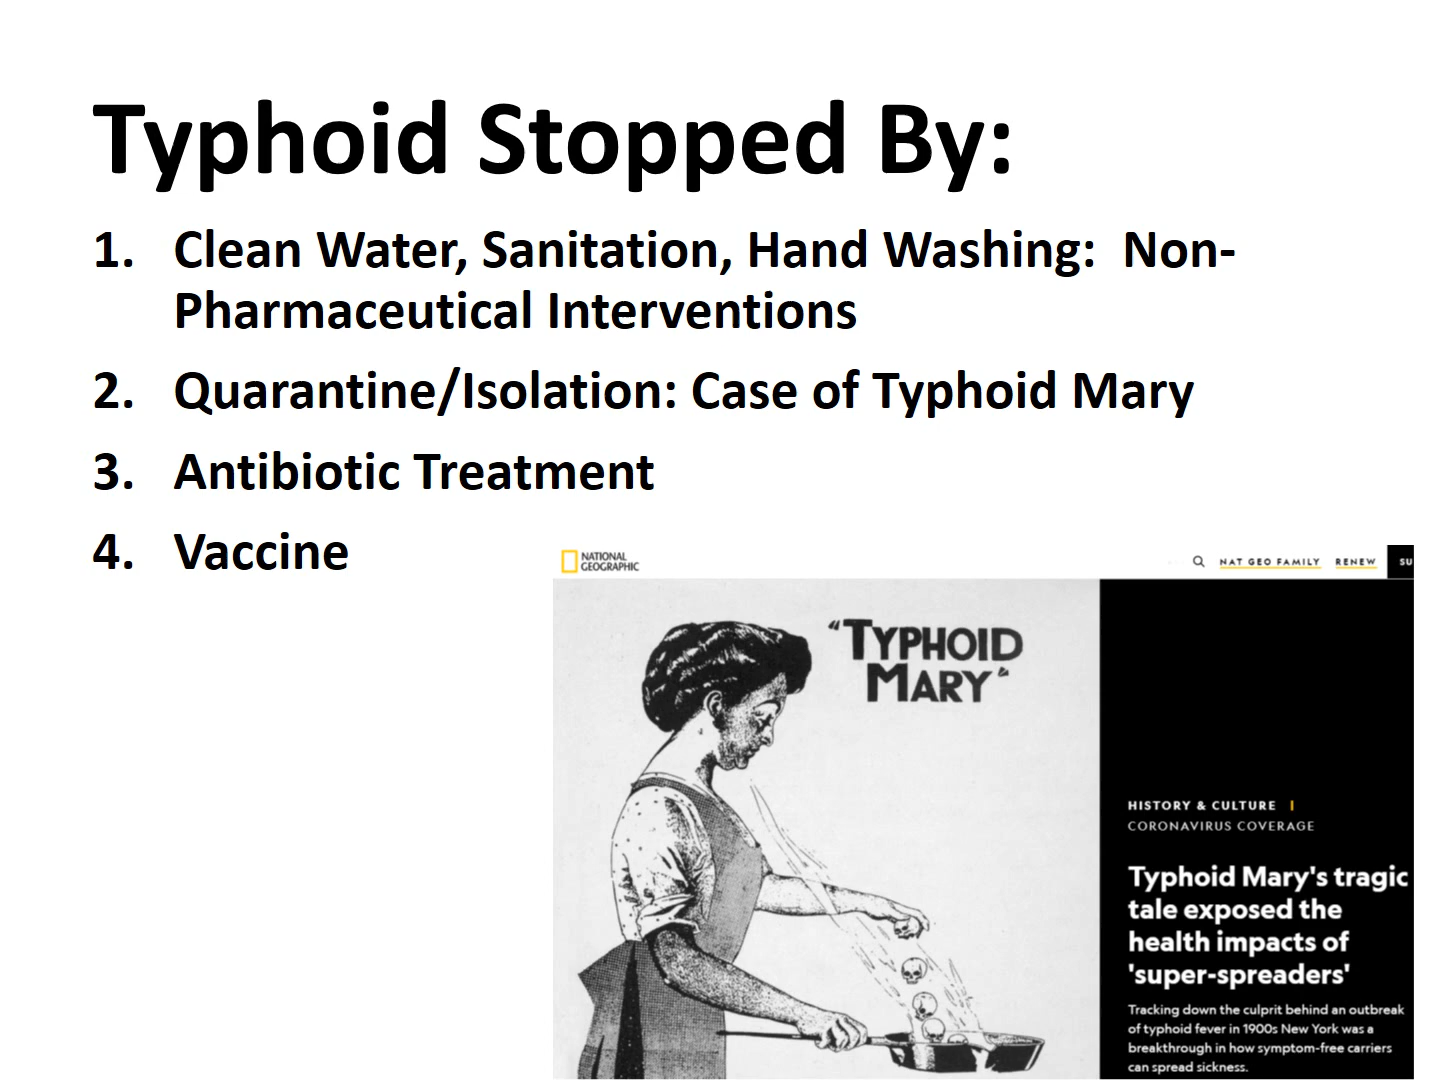 Typhoid Stopped By:
1. Clean Water, Sanitation, Hand Washing:  Non-
Pharmaceutical Interventions
2. Quarantine/Isolation: Case of Typhoid Mary
3. Antibiotic Treatment
4. Vaccine
NATIONAL
GEOGRAPHIC
NAT GEO FAMILY RENEW SU
"TYPHOID
MARY"
HISTORY & CULTURE
CORONAVIRUS COVERAGE
Typhoid Mary's tragic
tale exposed the
health impacts of
'super-spreaders'
Tracking down the culprit behind an outbreak
of typhoid fever in 1900s New York was a
breakthrough in how symptom-free carriers
can spread sickness.